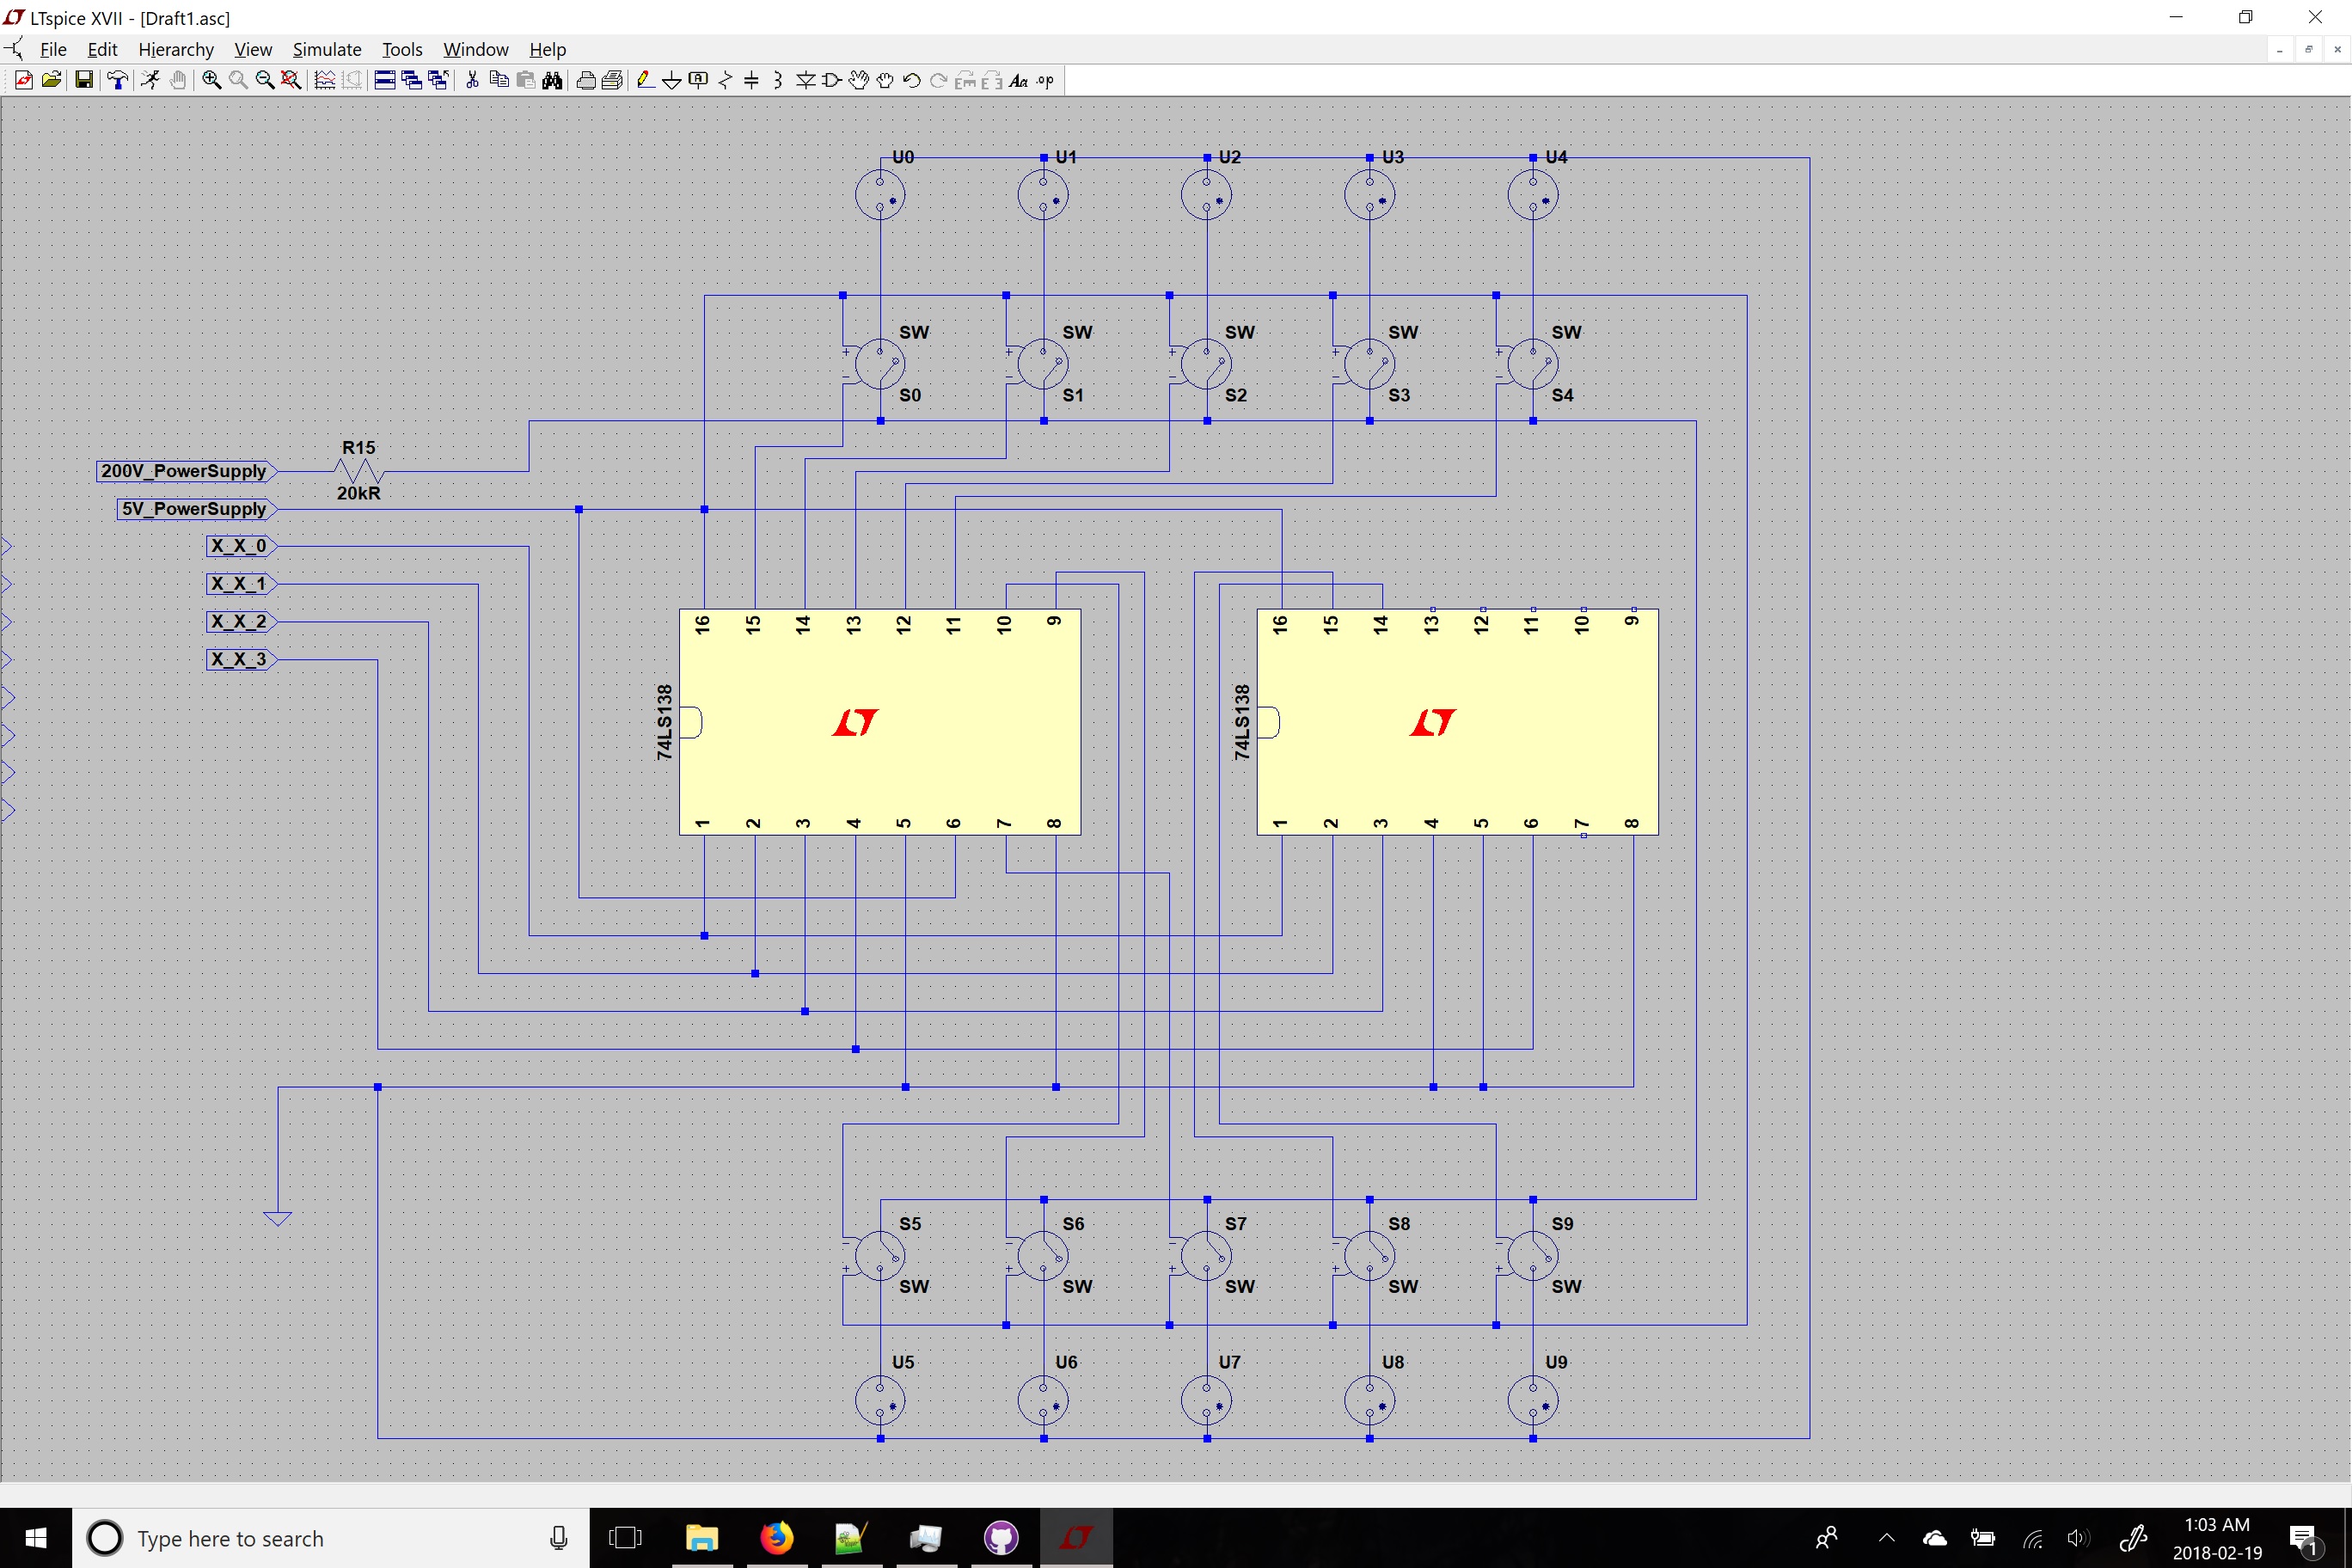 LTspice XVII - [Draft1.asc]
File Edit Hierarchy View Simulate Tools Window Help
U0 U1 U2 U3 U4
SW SW SW SW SW
+ + + + +
− − − − −
S0 S1 S2 S3 S4
R15
200V_PowerSupply
20kR
5V_PowerSupply
X_X_0
X_X_1
X_X_2
X_X_3
16 15 14 13 12 11 10 9
16 15 14 13 12 11 10 9
74LS138
74LS138
1 2 3 4 5 6 7 8
1 2 3 4 5 6 7 8
S5 S6 S7 S8 S9
− − − − −
+ + + + +
SW SW SW SW SW
U5 U6 U7 U8 U9
Type here to search
1:03 AM
2018-02-19
1